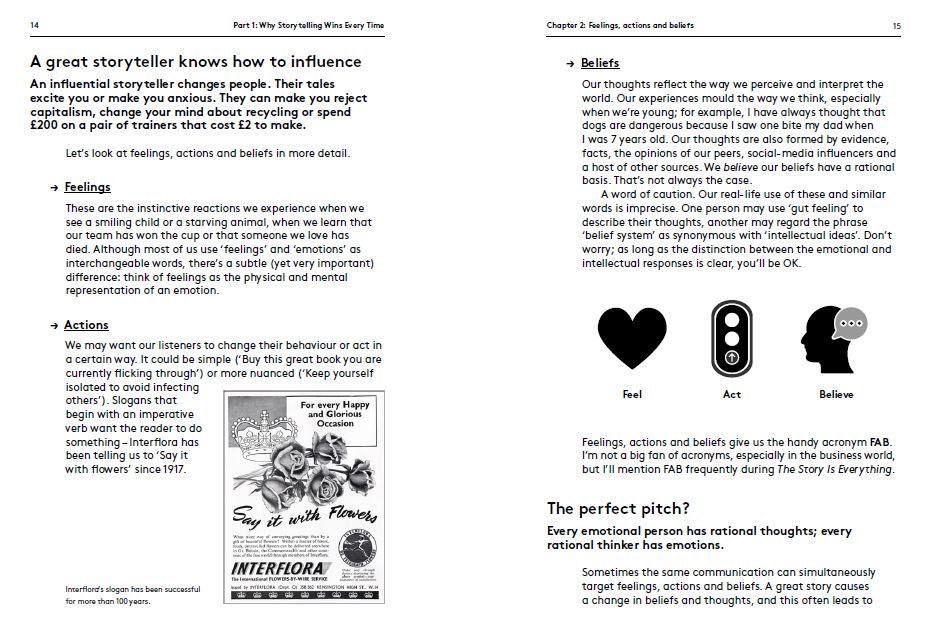 14
Part 1: Why Storytelling Wins Every Time
A great storyteller knows how to influence
An influential storyteller changes people. Their tales
excite you or make you anxious. They can make you reject
capitalism, change your mind about recycling or spend
£200 on a pair of trainers that cost £2 to make.
Let’s look at feelings, actions and beliefs in more detail.
→ Feelings
These are the instinctive reactions we experience when we
see a smiling child or a starving animal, when we learn that
our team has won the cup or that someone we love has
died. Although most of us use ‘feelings’ and ‘emotions’ as
interchangeable words, there’s a subtle (yet very important)
difference: think of feelings as the physical and mental
representation of an emotion.
→ Actions
We may want our listeners to change their behaviour or act in
a certain way. It could be simple (‘Buy this great book you are
currently flicking through’) or more nuanced (‘Keep yourself
isolated to avoid infecting
others’). Slogans that
begin with an imperative
verb want the reader to do
something – Interflora has
been telling us to ‘Say it
with flowers’ since 1917.
For every Happy
and Glorious
Occasion
Say it with Flowers
INTERFLORA
The International FLOWERS-BY-WIRE SERVICE
Interflora’s slogan has been successful
for more than 100 years.
Chapter 2: Feelings, actions and beliefs
15
→ Beliefs
Our thoughts reflect the way we perceive and interpret the
world. Our experiences mould the way we think, especially
when we’re young; for example, I have always thought that
dogs are dangerous because I saw one bite my dad when
I was 7 years old. Our thoughts are also formed by evidence,
facts, the opinions of our peers, social-media influencers and
a host of other sources. We believe our beliefs have a rational
basis. That’s not always the case.
A word of caution. Our real-life use of these and similar
words is imprecise. One person may use ‘gut feeling’ to
describe their thoughts, another may regard the phrase
‘belief system’ as synonymous with ‘intellectual ideas’. Don’t
worry; as long as the distinction between the emotional and
intellectual responses is clear, you’ll be OK.
Feel
Act
Believe
Feelings, actions and beliefs give us the handy acronym FAB.
I’m not a big fan of acronyms, especially in the business world,
but I’ll mention FAB frequently during The Story Is Everything.
The perfect pitch?
Every emotional person has rational thoughts; every
rational thinker has emotions.
Sometimes the same communication can simultaneously
target feelings, actions and beliefs. A great story causes
a change in beliefs and thoughts, and this often leads to